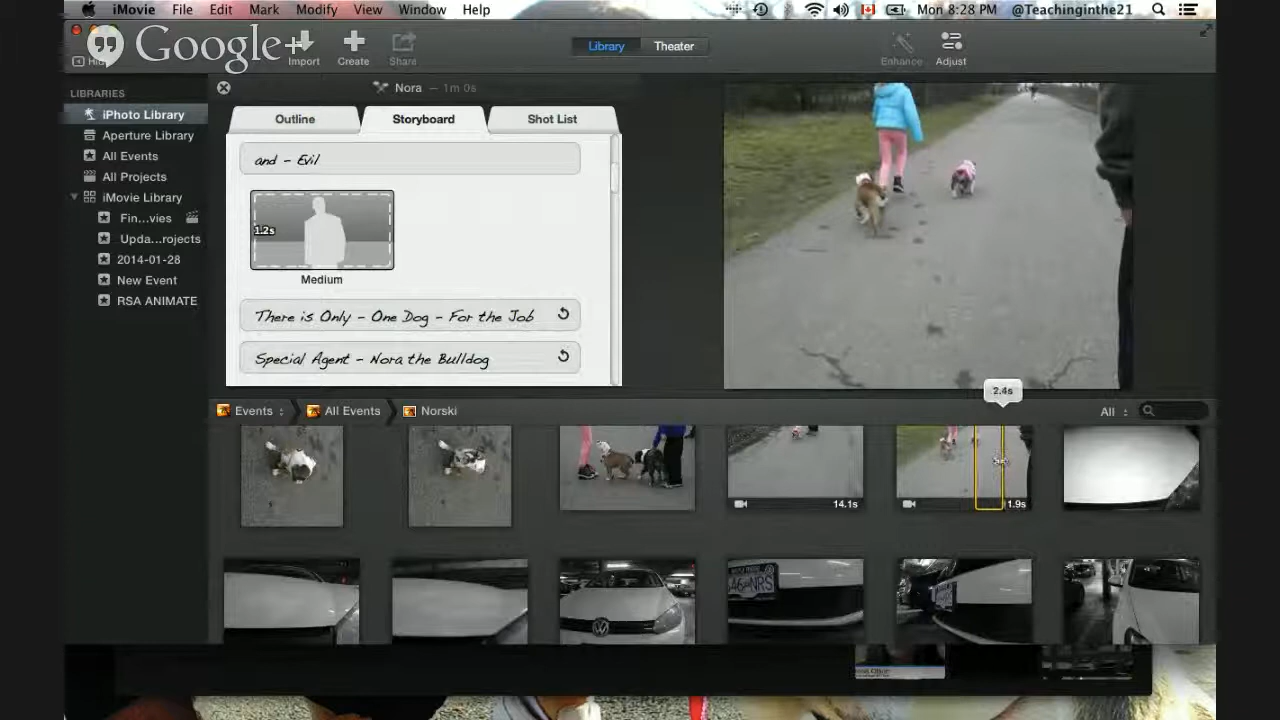 iMovie File Edit Mark Modify View Window Help Mon 8:28 PM @Teachinginthe21
Google+
Import Create Share Library Theater Enhance Adjust
LIBRARIES
iPhoto Library
Aperture Library
All Events
All Projects
iMovie Library
Fin...vies
Upda...rojects
2014-01-28
New Event
RSA ANIMATE
Nora — 1m 0s
Outline Storyboard Shot List
and - Evil
1.2s
Medium
There is Only - One Dog - For the Job
Special Agent - Nora the Bulldog
2.4s
Events All Events Norski All
14.1s 1.9s